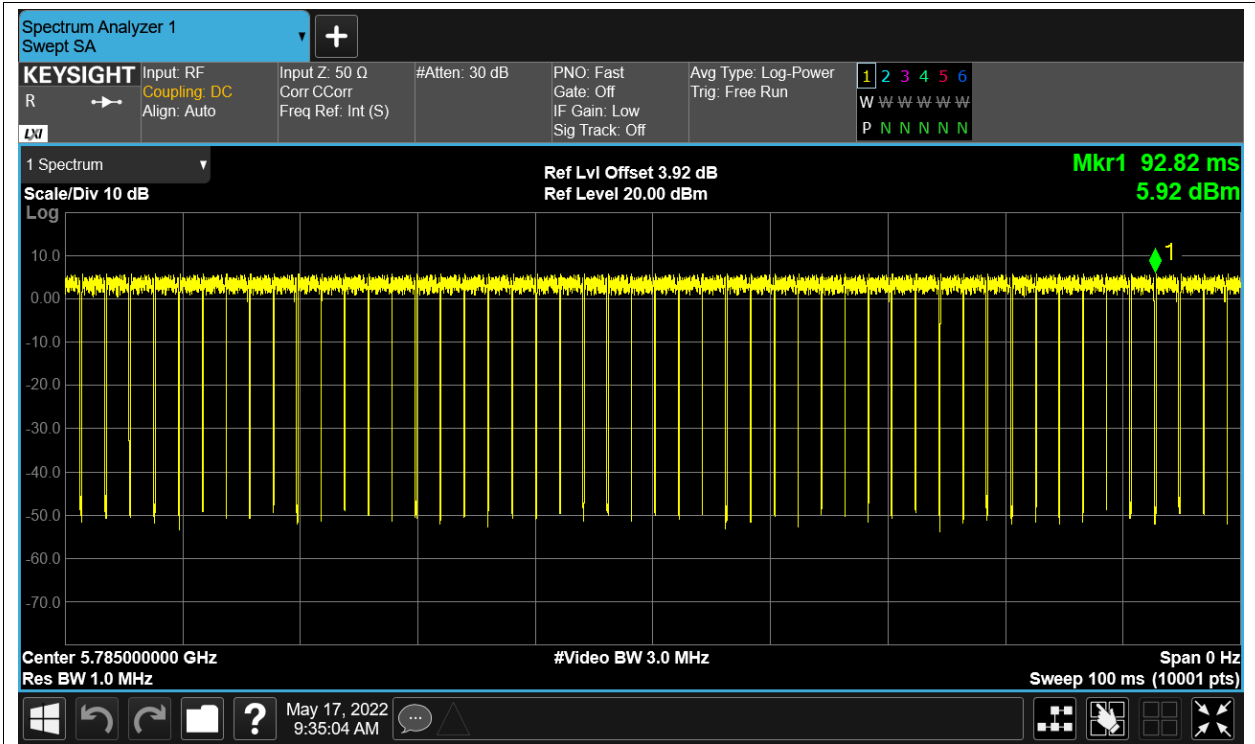 Spectrum Analyzer 1
Swept SA
KEYSIGHT Input: RF Input Z: 50 Ω #Atten: 30 dB PNO: Fast Avg Type: Log-Power 1 2 3 4 5 6
R Coupling: DC Corr CCorr Gate: Off Trig: Free Run W W W W W W
Align: Auto Freq Ref: Int (S) IF Gain: Low
LXI Sig Track: Off P N N N N N
1 Spectrum Ref Lvl Offset 3.92 dB Mkr1 92.82 ms
Scale/Div 10 dB Ref Level 20.00 dBm 5.92 dBm
Log
1
10.0
0.00
-10.0
-20.0
-30.0
-40.0
-50.0
-60.0
-70.0
Center 5.785000000 GHz #Video BW 3.0 MHz Span 0 Hz
Res BW 1.0 MHz Sweep 100 ms (10001 pts)
May 17, 2022
9:35:04 AM